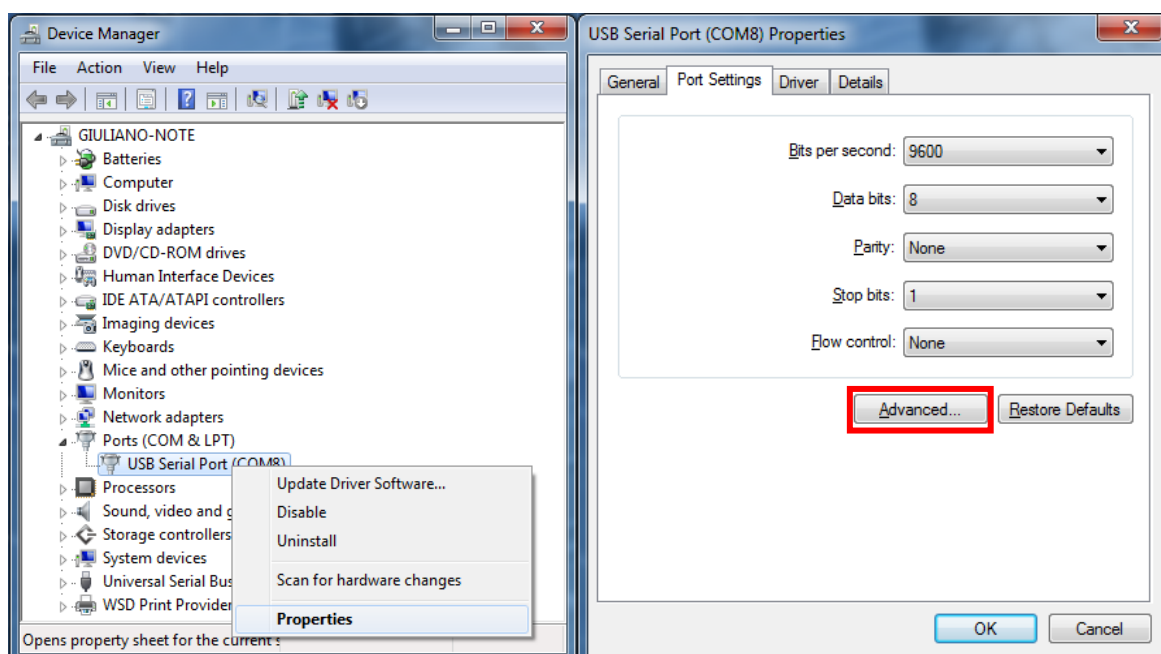 Device Manager
File Action View Help
GIULIANO-NOTE
Batteries
Computer
Disk drives
Display adapters
DVD/CD-ROM drives
Human Interface Devices
IDE ATA/ATAPI controllers
Imaging devices
Keyboards
Mice and other pointing devices
Monitors
Network adapters
Ports (COM & LPT)
USB Serial Port (COM8)
Processors
Sound, video and g
Storage controllers
System devices
Universal Serial Bus
WSD Print Provider
Update Driver Software...
Disable
Uninstall
Scan for hardware changes
Properties
Opens property sheet for the current s
USB Serial Port (COM8) Properties
General Port Settings Driver Details
Bits per second: 9600
Data bits: 8
Parity: None
Stop bits: 1
Flow control: None
Advanced... Restore Defaults
OK Cancel